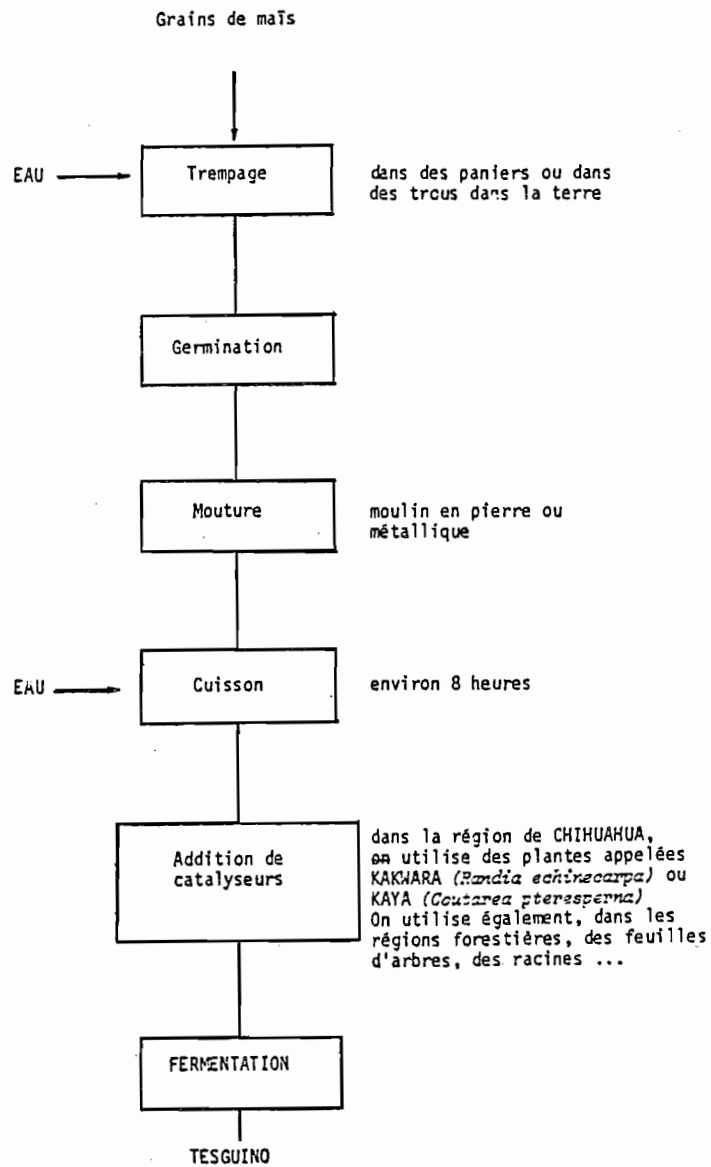 Grains de maïs
EAU
Trempage
dans des paniers ou dans
des trous dans la terre
Germination
Mouture
moulin en pierre ou
métallique
EAU
Cuisson
environ 8 heures
Addition de
catalyseurs
dans la région de CHIHUAHUA,
on utilise des plantes appelées
KAKWARA (Randia echinecarpa) ou
KAYA (Coutarea pteresperna)
On utilise également, dans les
régions forestières, des feuilles
d'arbres, des racines ...
FERMENTATION
TESGUINO